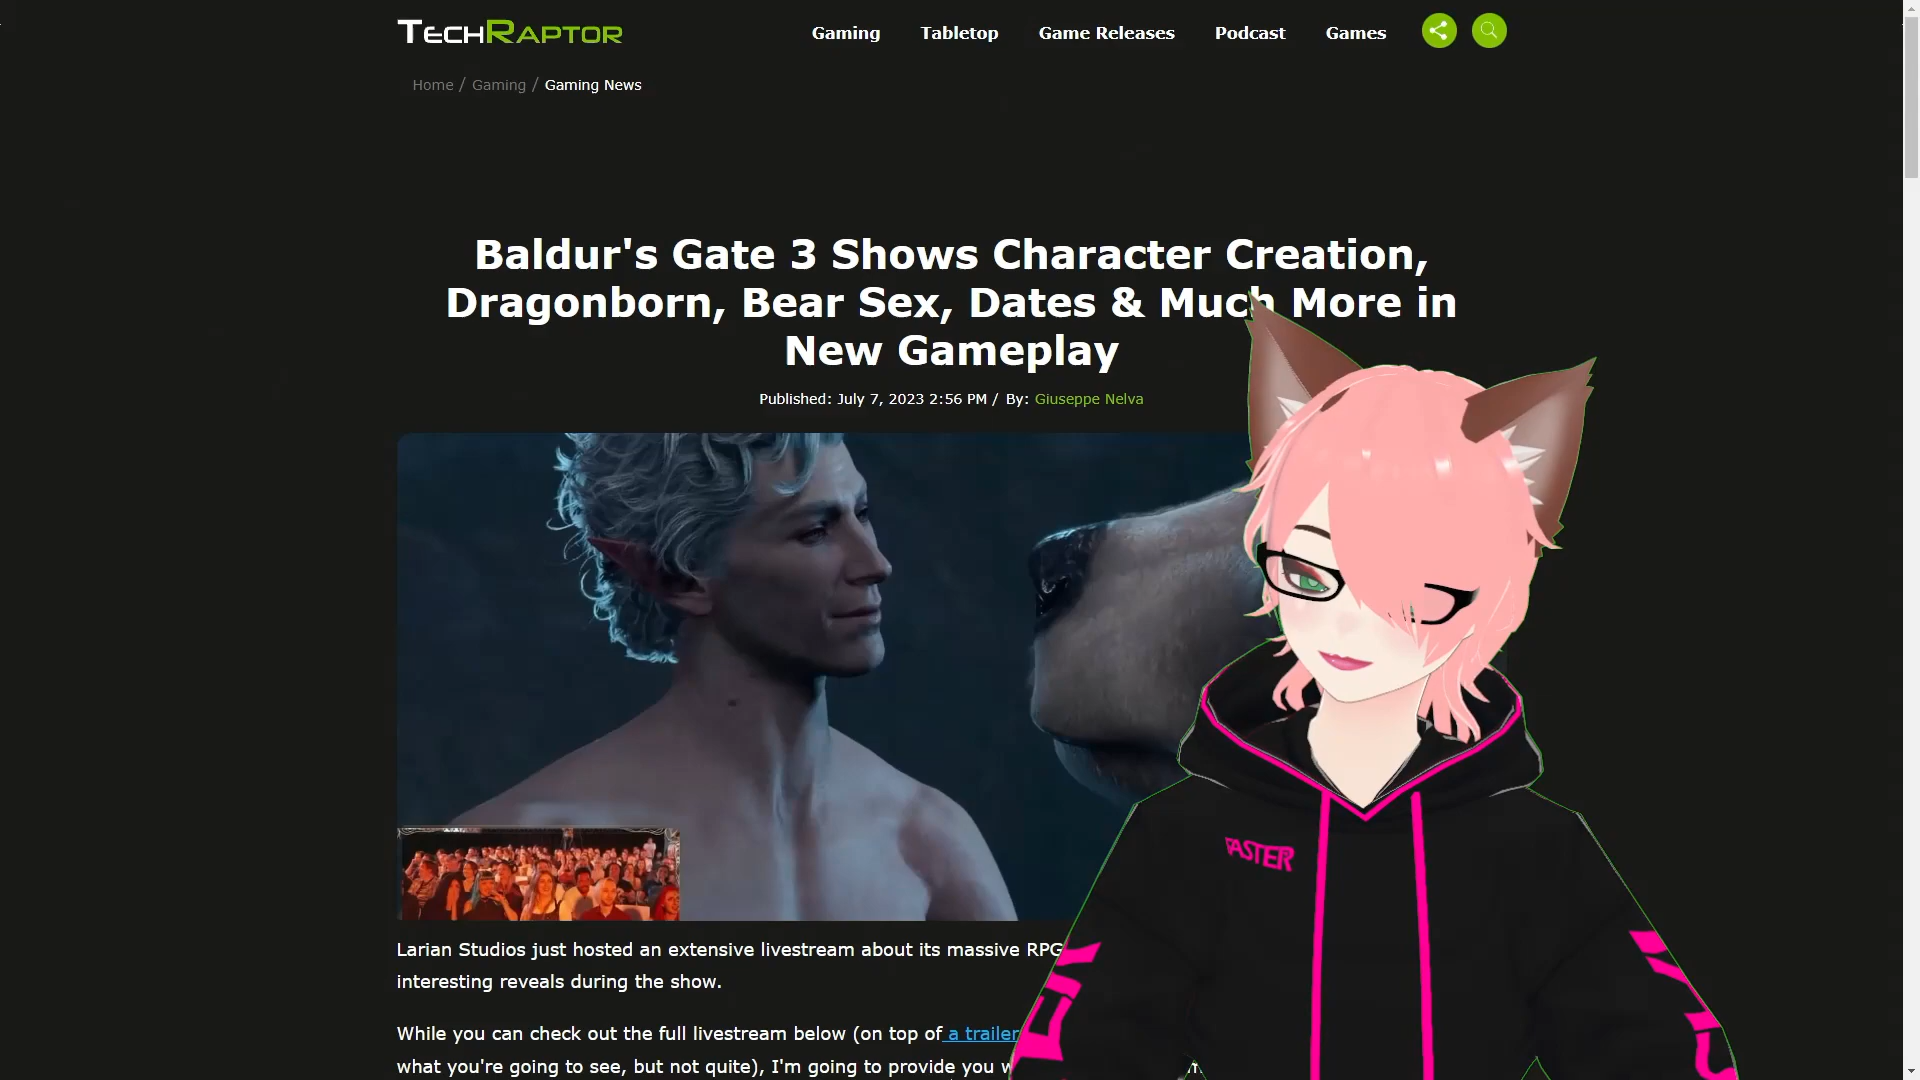 TECHRAPTOR
Gaming Tabletop Game Releases Podcast Games
Home / Gaming / Gaming News
Baldur's Gate 3 Shows Character Creation,
Dragonborn, Bear Sex, Dates & Much More in
New Gameplay
Published: July 7, 2023 2:56 PM / By: Giuseppe Nelva
Larian Studios just hosted an extensive livestream about its massive RPG
interesting reveals during the show.
While you can check out the full livestream below (on top of a trailer
what you're going to see, but not quite), I'm going to provide you
FASTER